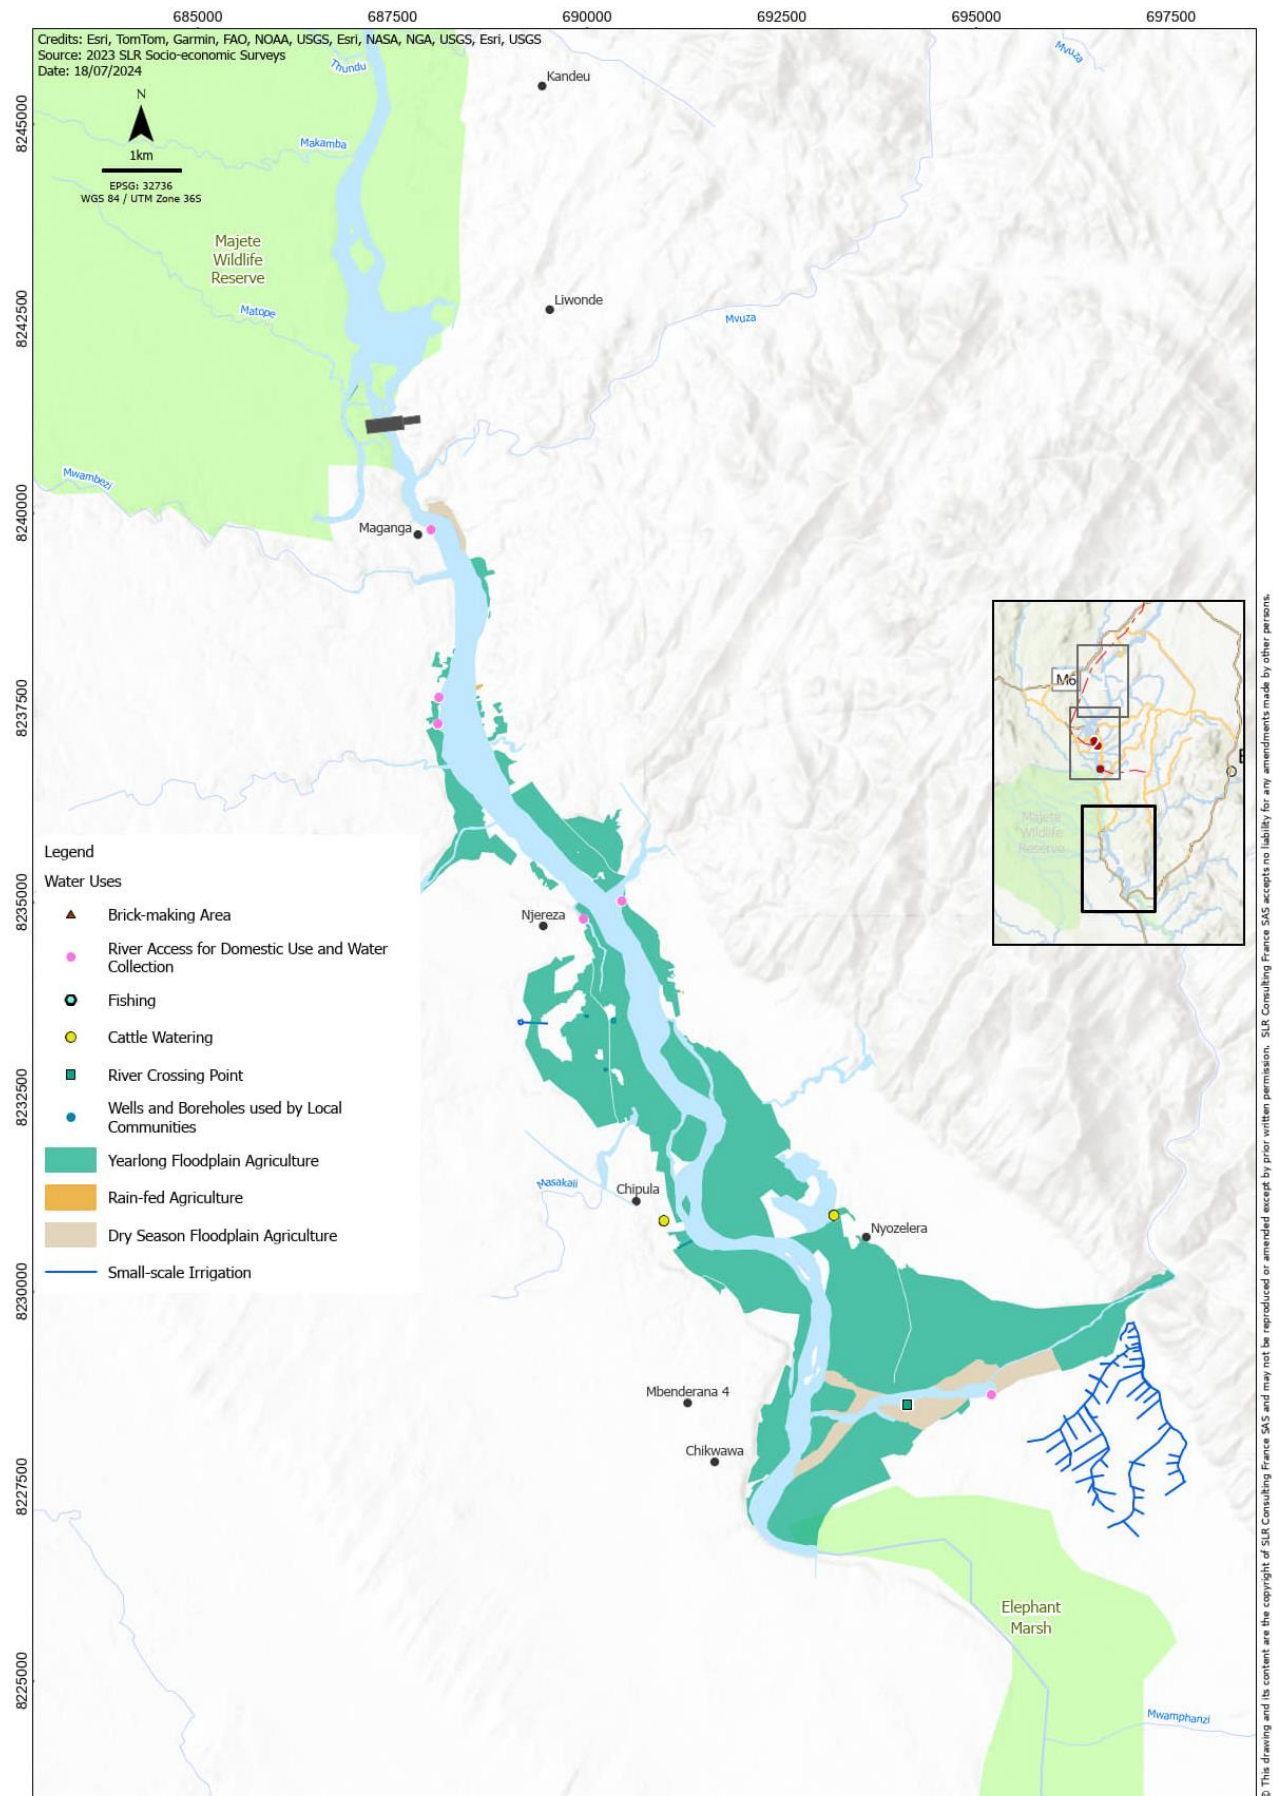 685000 687500 690000 692500 695000 697500
Credits: Esri, TomTom, Garmin, FAO, NOAA, USGS, Esri, NASA, NGA, USGS, Esri, USGS
Source: 2023 SLR Socio-economic Surveys
Date: 18/07/2024
N
1km
EPSG: 32736
WGS 84 / UTM Zone 36S
Thundu
Kandeu
Mvuza
8245000
Makamba
Majete
Wildlife
Reserve
Matope
Liwonde
Mvuza
8242500
Mwambezi
8240000
Maganga
8237500
M6
Majete
Wildlife
Reserve
Legend
Water Uses
Brick-making Area
River Access for Domestic Use and Water
Collection
Fishing
Cattle Watering
River Crossing Point
Wells and Boreholes used by Local
Communities
Yearlong Floodplain Agriculture
Rain-fed Agriculture
Dry Season Floodplain Agriculture
Small-scale Irrigation
8235000
Njereza
8232500
Masakali
Chipula
Nyozelera
8230000
Mbenderana 4
Chikwawa
8227500
Elephant
Marsh
8225000
Mwamphanzi
© This drawing and its content are the copyright of SLR Consulting France SAS and may not be reproduced or amended except by prior written permission. SLR Consulting France SAS accepts no liability for any amendments made by other persons.